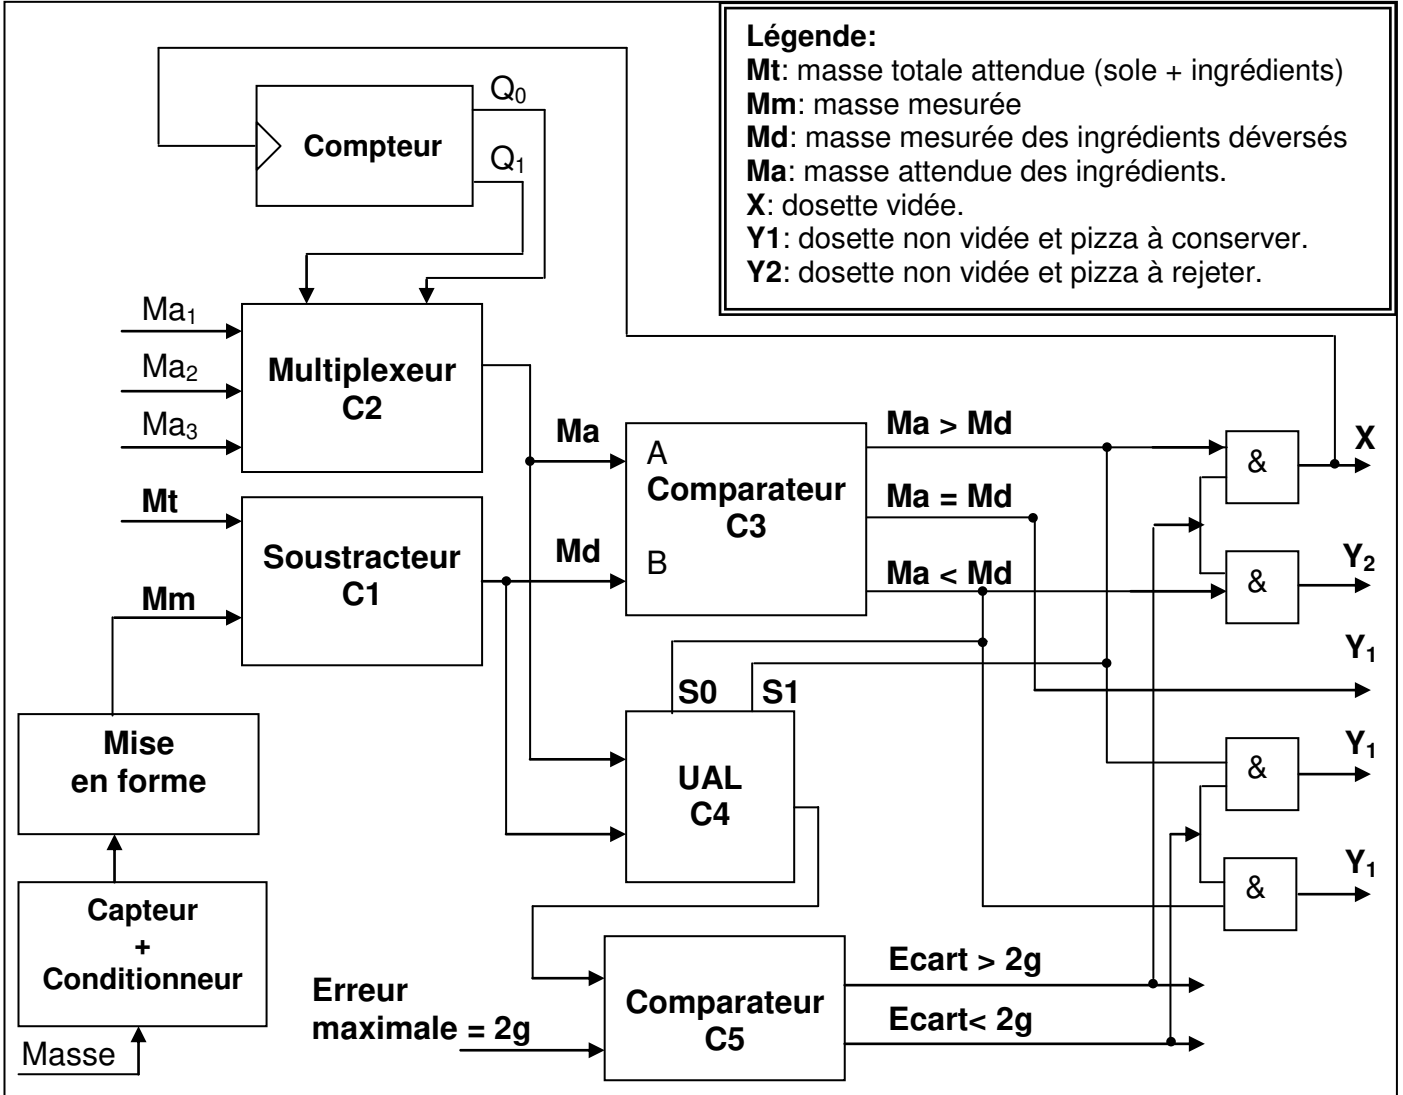 Légende:
Mt: masse totale attendue (sole + ingrédients)
Mm: masse mesurée
Md: masse mesurée des ingrédients déversés
Ma: masse attendue des ingrédients.
X: dosette vidée.
Y1: dosette non vidée et pizza à conserver.
Y2: dosette non vidée et pizza à rejeter.
Q0
Compteur
Q1
Ma1
Ma2
Ma3
Multiplexeur
C2
Mt
Mm
Soustracteur
C1
Ma
Md
A
Comparateur
C3
B
Ma > Md
Ma = Md
Ma < Md
&
X
&
Y2
Y1
&
Y1
&
Y1
S0
S1
UAL
C4
Mise
en forme
Capteur
+
Conditionneur
Masse
Erreur
maximale = 2g
Comparateur
C5
Ecart > 2g
Ecart< 2g